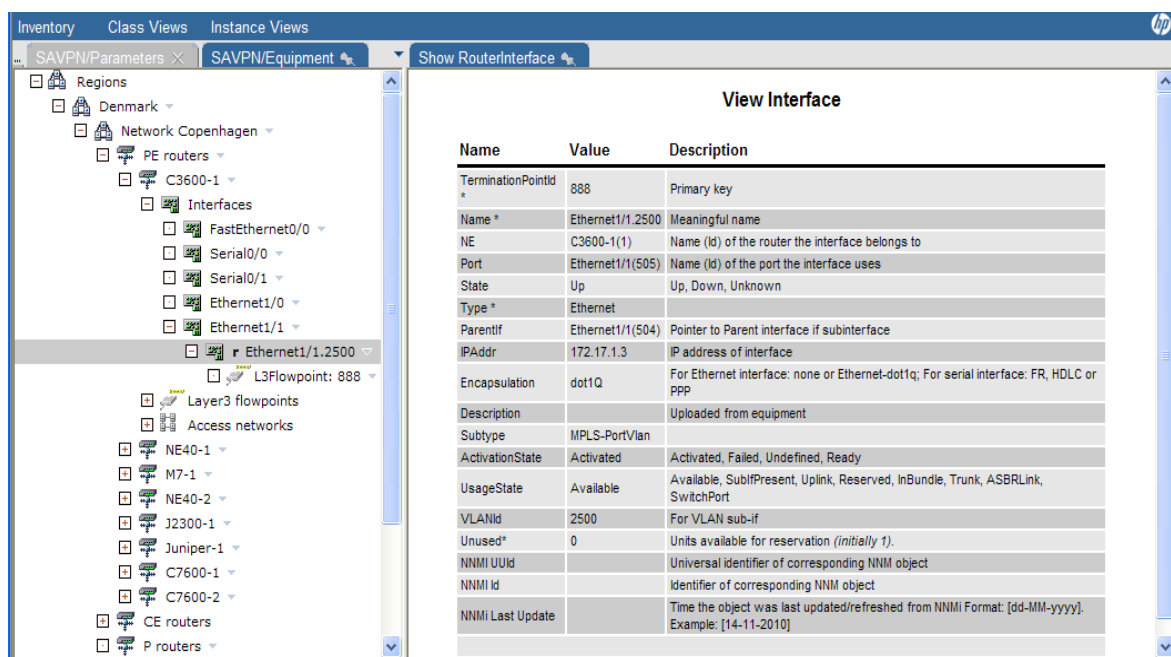 Inventory Class Views Instance Views hp
... SAVPN/Parameters SAVPN/Equipment Show RouterInterface
Regions
Denmark
Network Copenhagen
PE routers
C3600-1
Interfaces
FastEthernet0/0
Serial0/0
Serial0/1
Ethernet1/0
Ethernet1/1
r Ethernet1/1.2500
L3Flowpoint: 888
Layer3 flowpoints
Access networks
NE40-1
M7-1
NE40-2
J2300-1
Juniper-1
C7600-1
C7600-2
CE routers
P routers
View Interface
Name Value Description
TerminationPointId
* 888 Primary key
Name * Ethernet1/1.2500 Meaningful name
NE C3600-1(1) Name (Id) of the router the interface belongs to
Port Ethernet1/1(505) Name (Id) of the port the interface uses
State Up Up, Down, Unknown
Type * Ethernet
ParentIf Ethernet1/1(504) Pointer to Parent interface if subinterface
IPAddr 172.17.1.3 IP address of interface
Encapsulation dot1Q For Ethernet interface: none or Ethernet-dot1q; For serial interface: FR, HDLC or
PPP
Description Uploaded from equipment
Subtype MPLS-PortVlan
ActivationState Activated Activated, Failed, Undefined, Ready
UsageState Available Available, SubIfPresent, Uplink, Reserved, InBundle, Trunk, ASBRLink,
SwitchPort
VLANId 2500 For VLAN sub-if
Unused* 0 Units available for reservation (initially 1).
NNMi UUId Universal identifier of corresponding NNM object
NNMi Id Identifier of corresponding NNM object
NNMi Last Update Time the object was last updated/refreshed from NNMi Format: [dd-MM-yyyy].
Example: [14-11-2010]